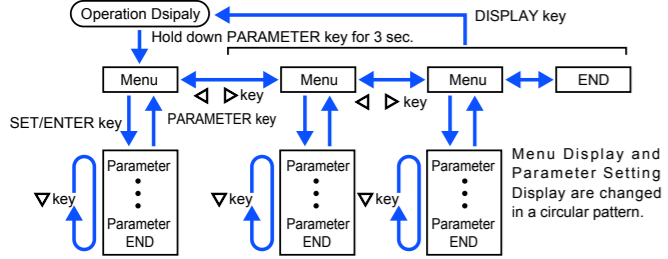 Operation Dsipaly
DISPLAY key
Hold down PARAMETER key for 3 sec.
Menu
Menu
Menu
END
key
key
SET/ENTER key
PARAMETER key
Parameter
Parameter
END
key
Parameter
Parameter
END
key
Parameter
Parameter
END
key
Menu Display and
Parameter Setting
Display are changed
in a circular pattern.